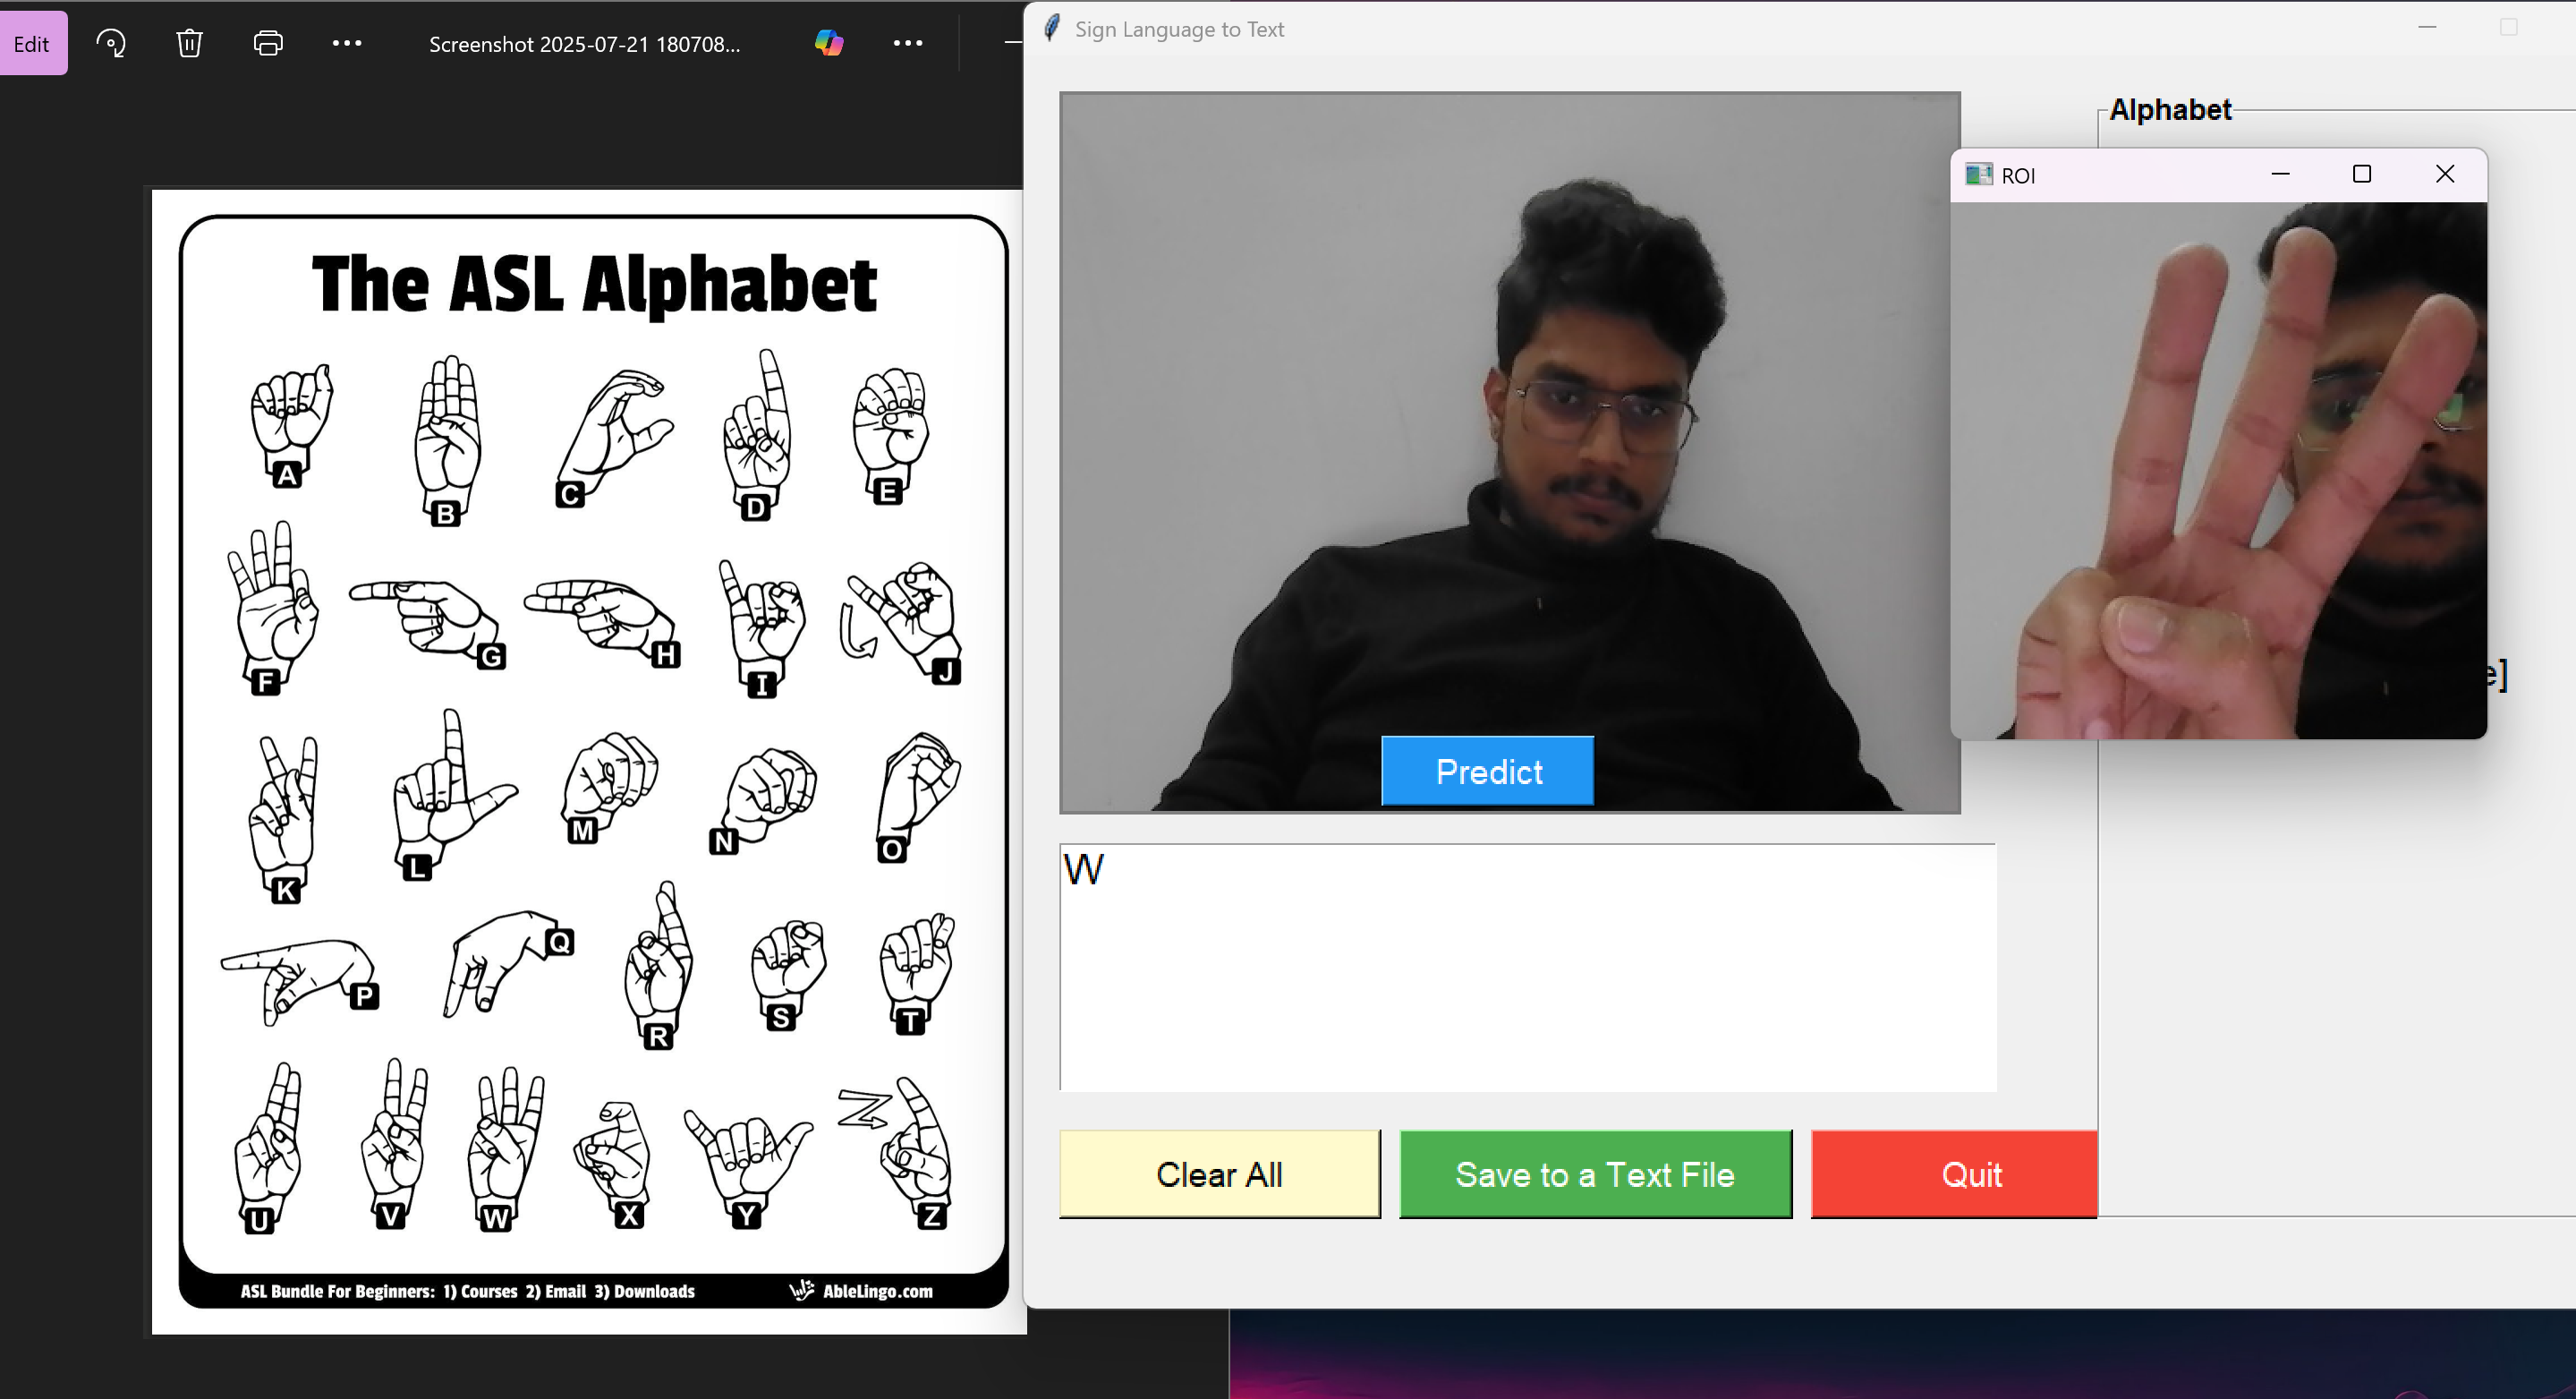 Edit
Screenshot 2025-07-21 180708...
The ASL Alphabet
A B C D E
F G H I J
K L M N O
P Q R S T
U V W X Y Z
ASL Bundle For Beginners: 1) Courses 2) Email 3) Downloads
AbleLingo.com
Sign Language to Text
Alphabet
ROI
e]
Predict
W
Clear All
Save to a Text File
Quit